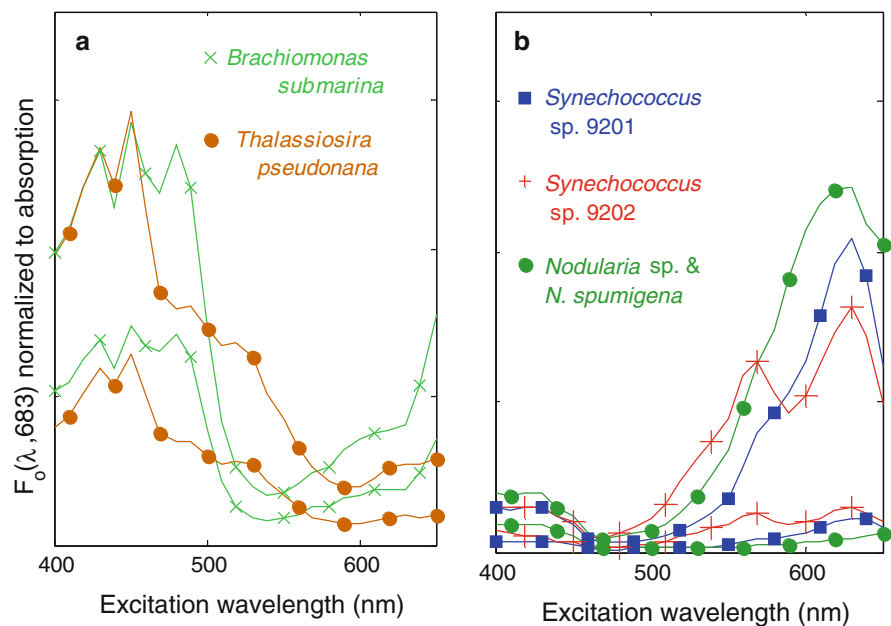 a
Brachiomonas
submarina
Thalassiosira
pseudonana
Fo(λ ,683) normalized to absorption
400
500
600
Excitation wavelength (nm)
b
Synechococcus
sp. 9201
Synechococcus
sp. 9202
Nodularia sp. &
N. spumigena
400
500
600
Excitation wavelength (nm)